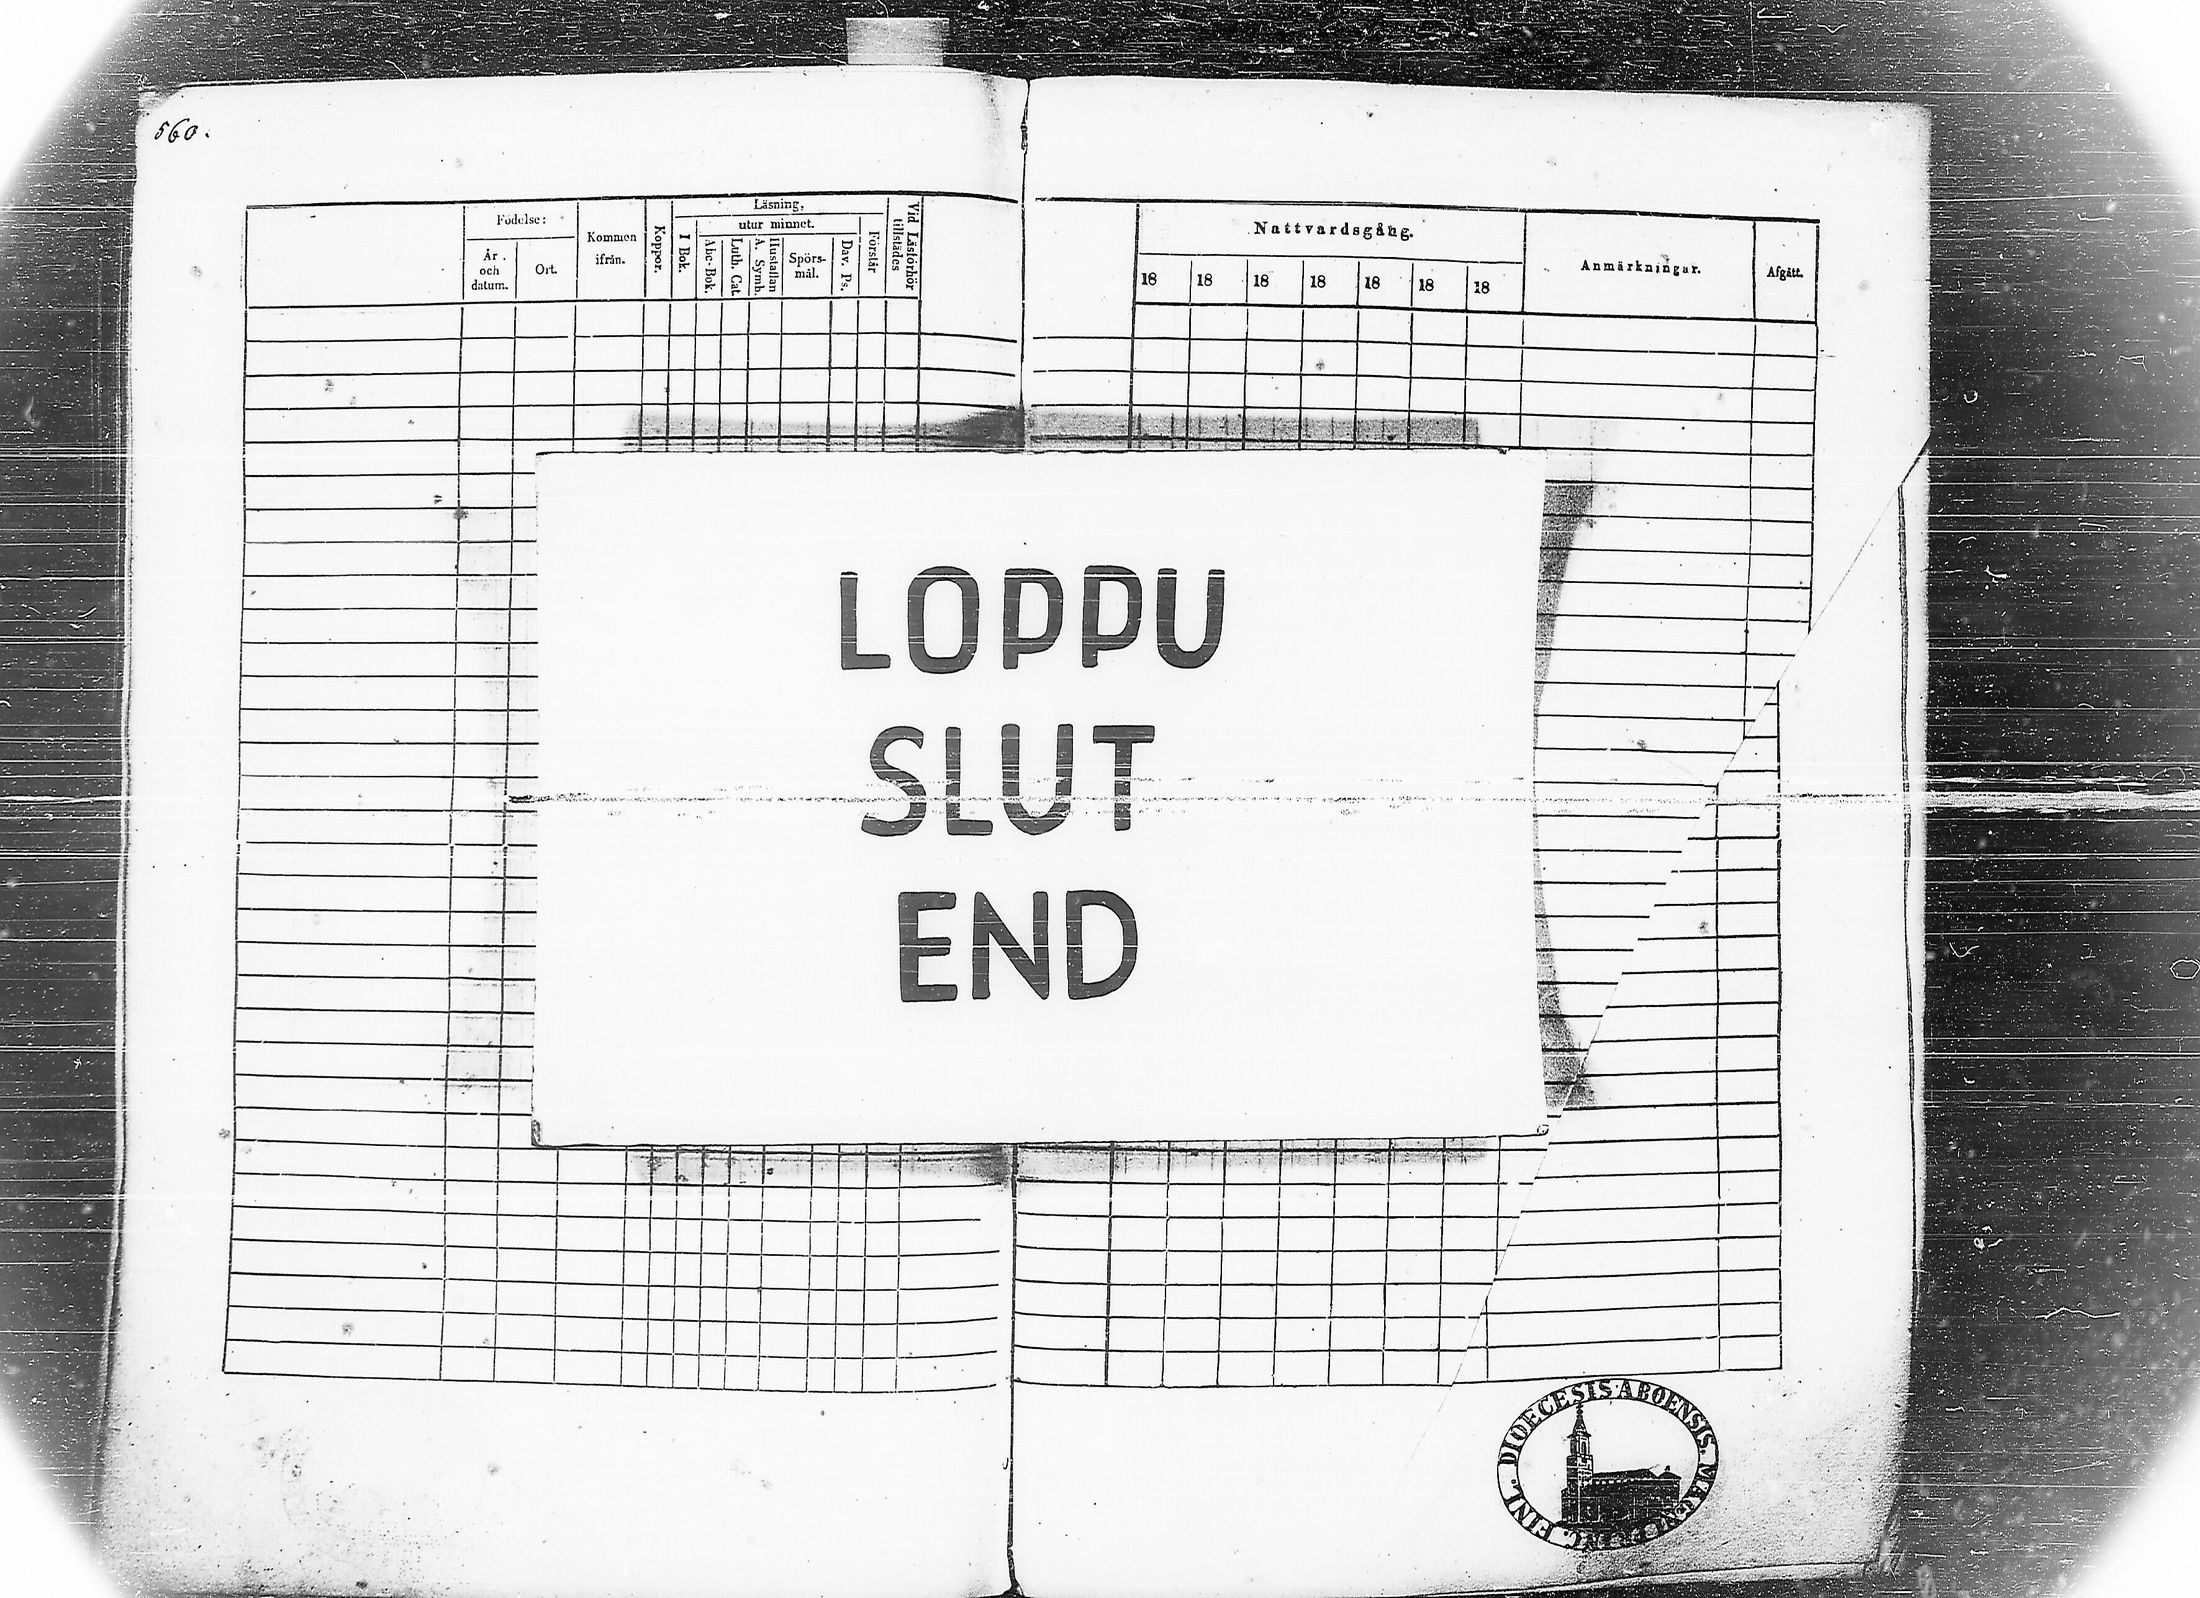 560.
Födelse:
År.
och
datum.
Ort.
Kommen
ifrån.
Koppor.
Läsning,
utur minnet.
I Bok.
Abc-Bok.
Luth. Cat.
Hustaflan
A. Symb.
Spörs-
mål.
Dav. Ps.
Förstår
Vid Läsförhör
tillstädes
Nattvardsgång.
18 18 18 18 18 18 18
Anmärkningar.
Afgått.
LOPPU
SLUT
END
DIOECESIS ABOENSIS. FINL.